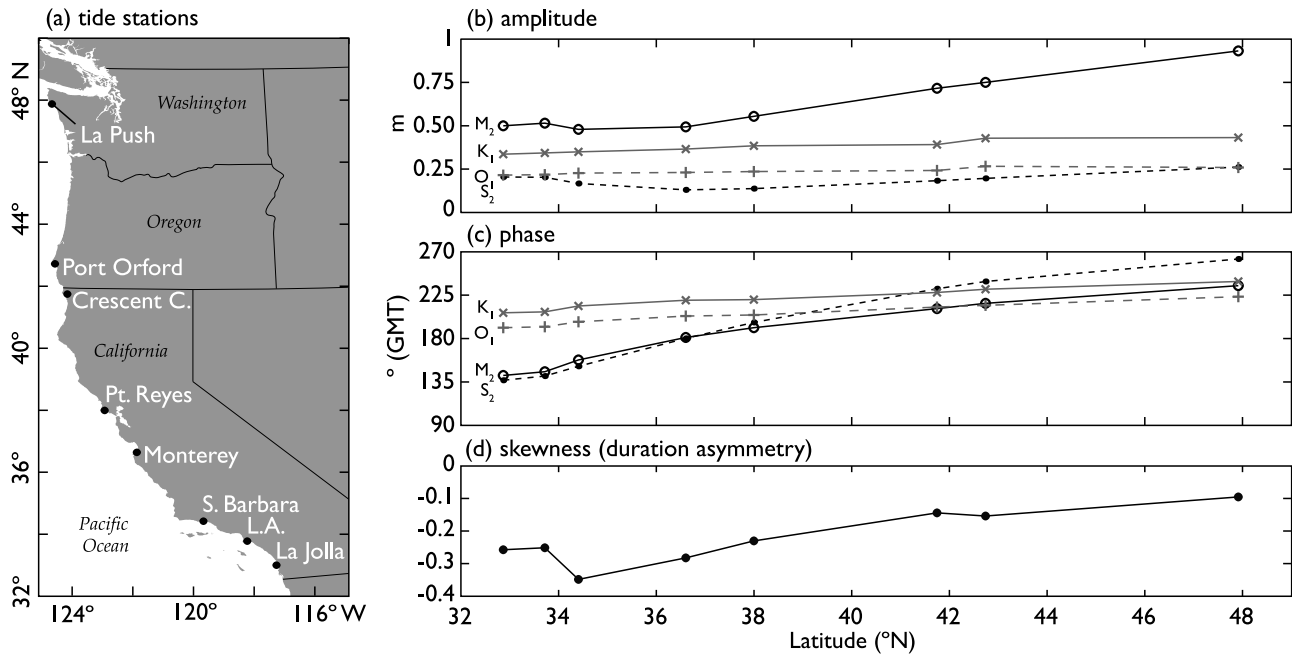 (a) tide stations
48° N
44°
40°
36°
32°
124°
120°
116°W
Washington
La Push
Oregon
Port Orford
Crescent C.
California
Pt. Reyes
Monterey
S. Barbara
L.A.
La Jolla
Pacific
Ocean
(b) amplitude
1
0.75
0.50
0.25
0
m
M₂
K₁
O₁
S₂
(c) phase
270
225
180
135
90
° (GMT)
K₁
O₁
M₂
S₂
(d) skewness (duration asymmetry)
0
-0.1
-0.2
-0.3
-0.4
32 34 36 38 40 42 44 46 48
Latitude (°N)